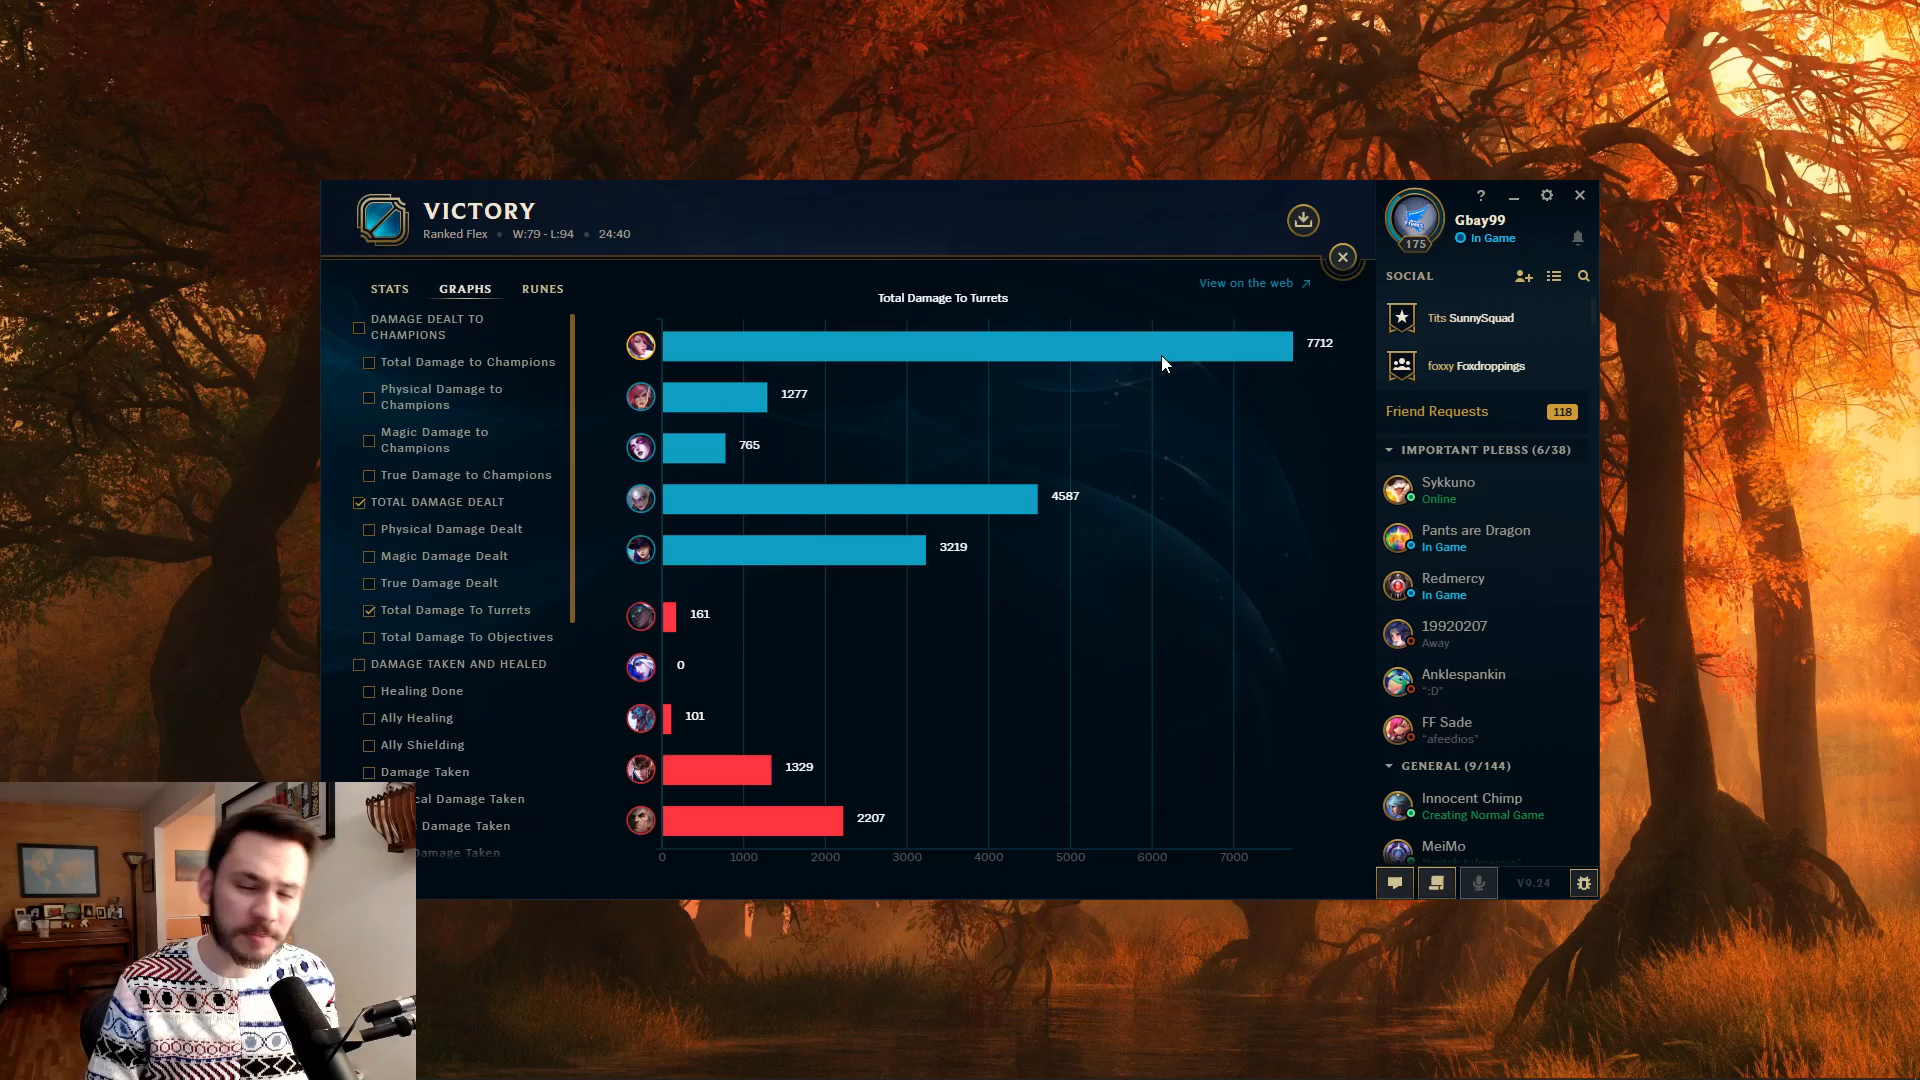 VICTORY
Ranked Flex • W:79 - L:94 • 24:40
STATS GRAPHS RUNES
View on the web
Total Damage To Turrets
DAMAGE DEALT TO
CHAMPIONS
Total Damage to Champions
Physical Damage to
Champions
Magic Damage to
Champions
True Damage to Champions
TOTAL DAMAGE DEALT
Physical Damage Dealt
Magic Damage Dealt
True Damage Dealt
Total Damage To Turrets
Total Damage To Objectives
DAMAGE TAKEN AND HEALED
Healing Done
Ally Healing
Ally Shielding
Damage Taken
cal Damage Taken
Damage Taken
Damage Taken
7712
1277
765
4587
3219
161
0
101
1329
2207
0 1000 2000 3000 4000 5000 6000 7000
?
175
Gbay99
In Game
SOCIAL
Tits SunnySquad
foxxy Foxdroppings
Friend Requests 118
IMPORTANT PLEBSS (6/38)
Sykkuno
Online
Pants are Dragon
In Game
Redmercy
In Game
19920207
Away
Anklespankin
":D"
FF Sade
"afeedios"
GENERAL (9/144)
Innocent Chimp
Creating Normal Game
MeiMo
V9.24